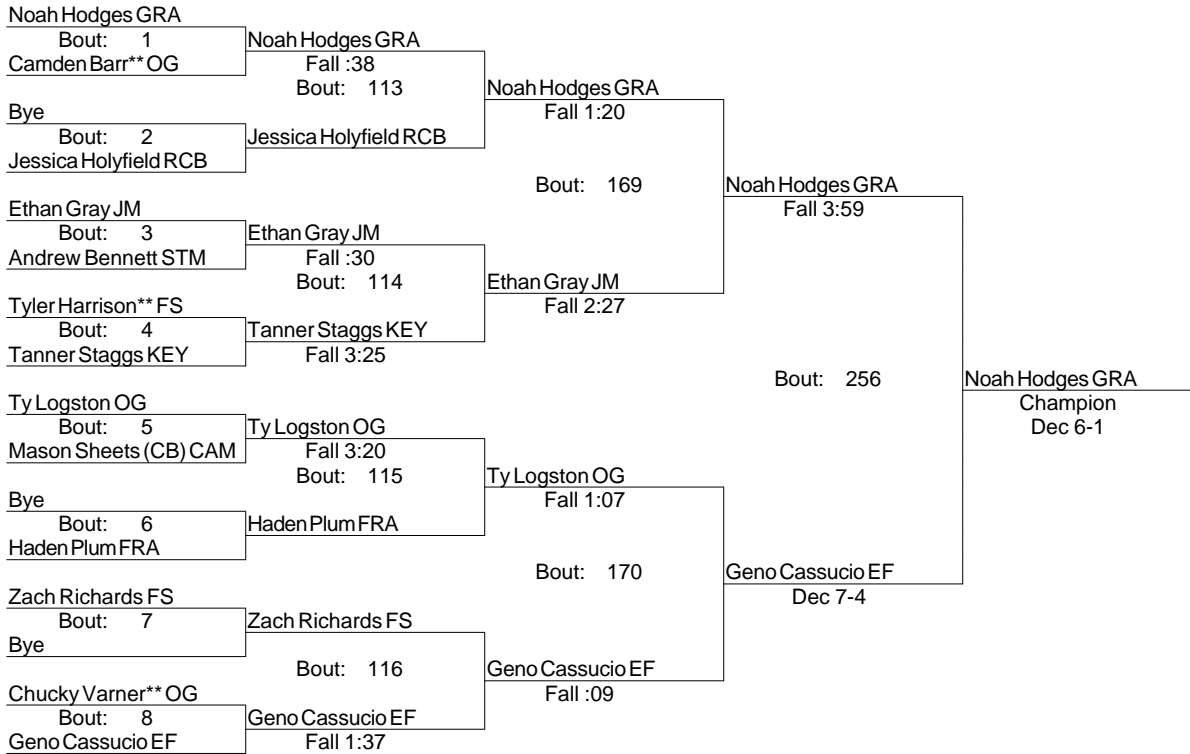 Noah Hodges GRA
Bout: 1
Camden Barr** OG
Bye
Bout: 2
Jessica Holyfield RCB
Ethan Gray JM
Bout: 3
Andrew Bennett STM
Tyler Harrison** FS
Bout: 4
Tanner Staggs KEY
Ty Logston OG
Bout: 5
Mason Sheets (CB) CAM
Bye
Bout: 6
Haden Plum FRA
Zach Richards FS
Bout: 7
Bye
Chucky Varner** OG
Bout: 8
Geno Cassucio EF
Noah Hodges GRA
Fall :38
Bout: 113
Jessica Holyfield RCB
Ethan Gray JM
Fall :30
Bout: 114
Tanner Staggs KEY
Fall 3:25
Ty Logston OG
Fall 3:20
Bout: 115
Haden Plum FRA
Zach Richards FS
Bout: 116
Geno Cassucio EF
Fall 1:37
Noah Hodges GRA
Fall 1:20
Bout: 169
Ethan Gray JM
Fall 2:27
Ty Logston OG
Fall 1:07
Bout: 170
Geno Cassucio EF
Fall :09
Noah Hodges GRA
Fall 3:59
Bout: 256
Geno Cassucio EF
Dec 7-4
Noah Hodges GRA
Champion
Dec 6-1